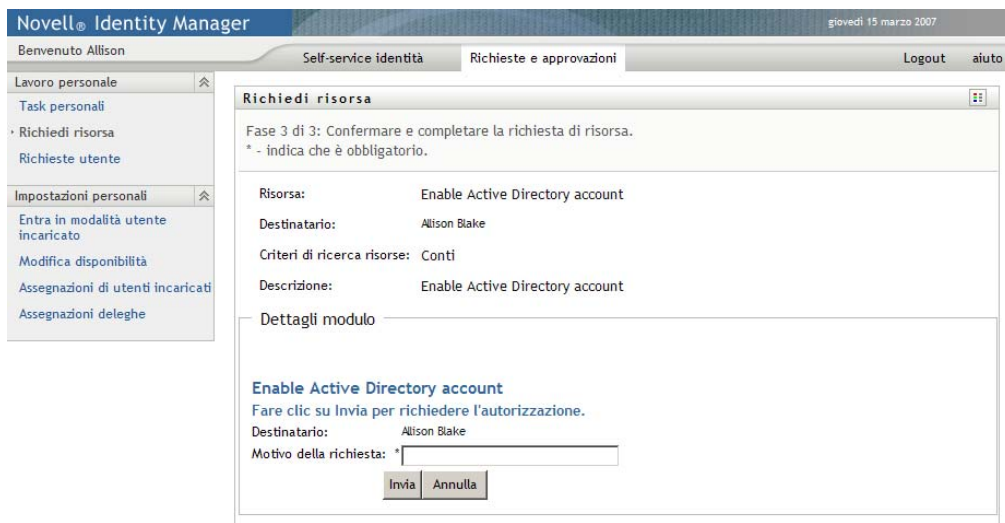 Novell® Identity Manager
giovedì 15 marzo 2007
Benvenuto Allison
Self-service identità
Richieste e approvazioni
Logout
aiuto
Lavoro personale
Task personali
Richiedi risorsa
Richieste utente
Impostazioni personali
Entra in modalità utente
incaricato
Modifica disponibilità
Assegnazioni di utenti incaricati
Assegnazioni deleghe
Richiedi risorsa
Fase 3 di 3: Confermare e completare la richiesta di risorsa.
* - indica che è obbligatorio.
Risorsa: Enable Active Directory account
Destinatario: Allison Blake
Criteri di ricerca risorse: Conti
Descrizione: Enable Active Directory account
Dettagli modulo
Enable Active Directory account
Fare clic su Invia per richiedere l'autorizzazione.
Destinatario: Allison Blake
Motivo della richiesta: *
Invia Annulla